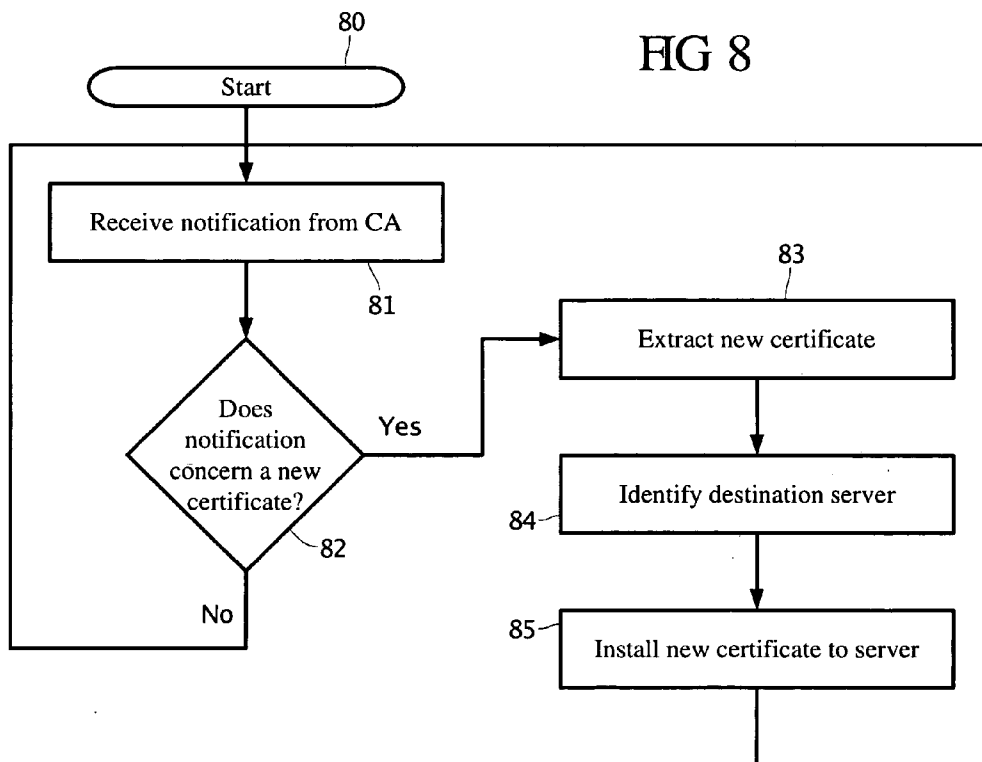 80
FIG 8
Start
Receive notification from CA
81
83
Extract new certificate
Does
notification
concern a new
certificate?
Yes
82
No
Identify destination server
84
85
Install new certificate to server